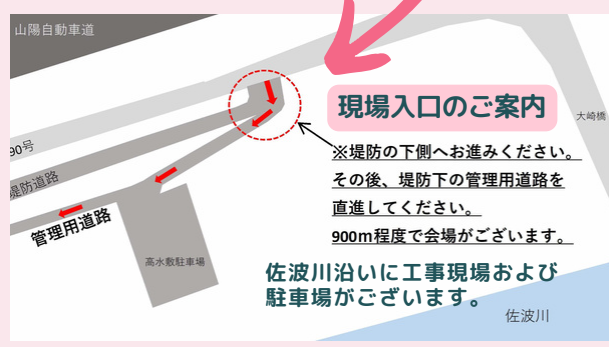 山陽自動車道
現場入口のご案内
大崎橋
※堤防の下側へお進みください。
その後、堤防下の管理用道路を
直進してください。
900m程度で会場がございます。
90号
堤防道路
管理用道路
高水敷駐車場
佐波川沿いに工事現場および
駐車場がございます。
佐波川